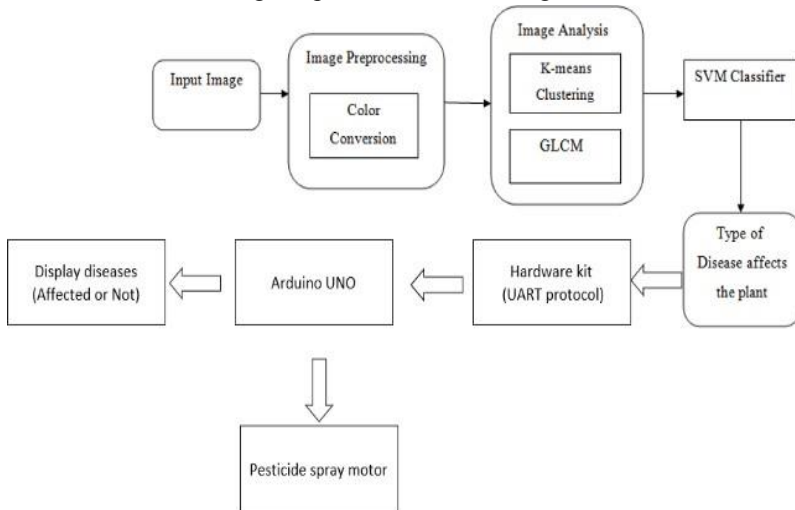 Input Image
Image Preprocessing
Color
Conversion
Image Analysis
K-means
Clustering
GLCM
SVM Classifier
Type of
Disease affects
the plant
Hardware kit
(UART protocol)
Arduino UNO
Display diseases
(Affected or Not)
Pesticide spray motor